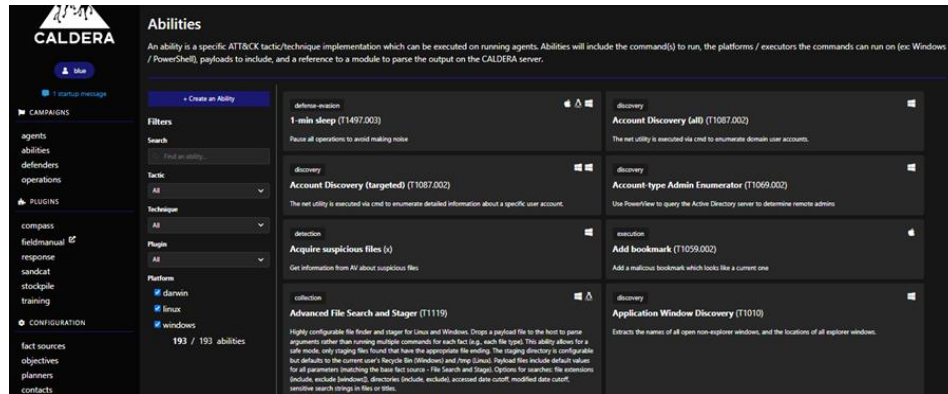 CALDERA
blue
1 startup message
CAMPAIGNS
agents
abilities
defenders
operations
PLUGINS
compass
fieldmanual
response
sandcat
stockpile
training
CONFIGURATION
fact sources
objectives
planners
contacts
Abilities
An ability is a specific ATT&CK tactic/technique implementation which can be executed on running agents. Abilities will include the command(s) to run, the platforms / executors the commands can run on (ex: Windows
/ PowerShell), payloads to include, and a reference to a module to parse the output on the CALDERA server.
+ Create an Ability
Filters
Search
Find an ability...
Tactic
All
Technique
All
Plugin
All
Platform
darwin
linux
windows
193 / 193 abilities
defense-evasion
1-min sleep (T1497.003)
Pause all operations to avoid making noise
discovery
Account Discovery (all) (T1087.002)
The net utility is executed via cmd to enumerate domain user accounts.
discovery
Account Discovery (targeted) (T1087.002)
The net utility is executed via cmd to enumerate detailed information about a specific user account.
discovery
Account-type Admin Enumerator (T1069.002)
Use PowerView to query the Active Directory server to determine remote admins
detection
Acquire suspicious files (x)
Get information from AV about suspicious files
execution
Add bookmark (T1059.002)
Add a malicous bookmark which looks like a current one
collection
Advanced File Search and Stager (T1119)
Highly configurable file finder and stager for Linux and Windows. Drops a payload file to the host to parse
arguments rather than running multiple commands for each fact (e.g., each file type). This ability allows for a
safe mode, only staging files found that have the appropriate file ending. The staging directory is configurable
but defaults to the current user's Recycle Bin (Windows) and /tmp (Linux). Payload files include default values
for all parameters (matching the base fact source - File Search and Stage). Options for searches: file extensions
(include, exclude [windows]), directories (include, exclude), accessed date cutoff, modified date cutoff,
sensitive search strings in files or titles.
discovery
Application Window Discovery (T1010)
Extracts the names of all open non-explorer windows, and the locations of all explorer windows.